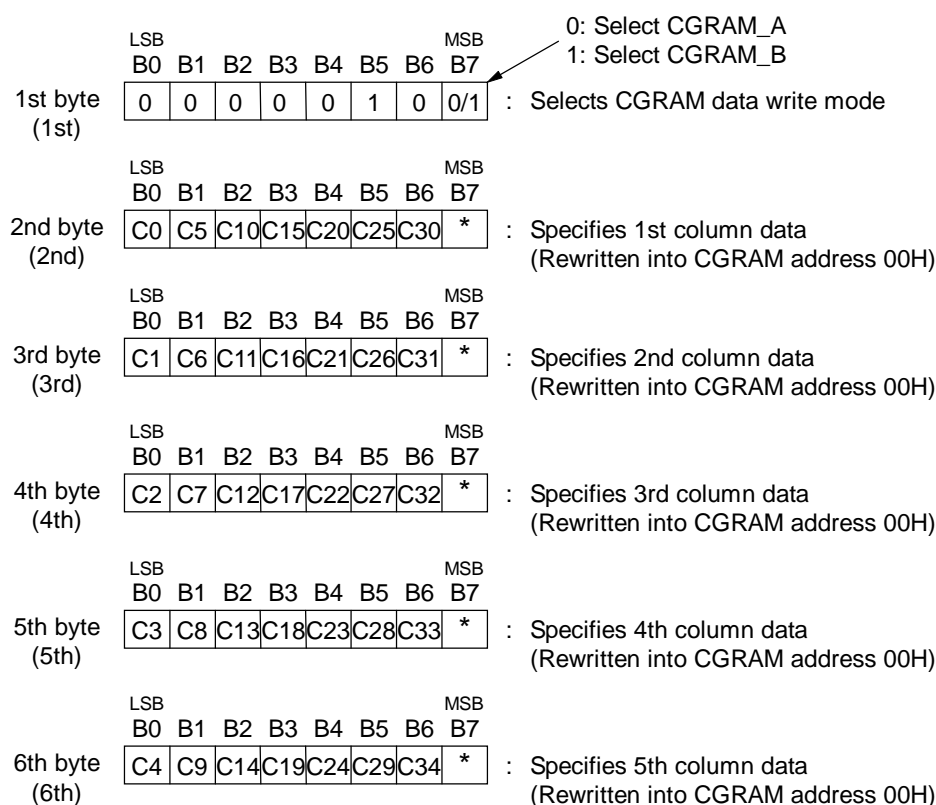 0: Select CGRAM_A
1: Select CGRAM_B
LSB MSB
B0 B1 B2 B3 B4 B5 B6 B7
1st byte 0 0 0 0 0 1 0 0/1 : Selects CGRAM data write mode
(1st)
LSB MSB
B0 B1 B2 B3 B4 B5 B6 B7
2nd byte C0 C5 C10 C15 C20 C25 C30 * : Specifies 1st column data
(2nd) (Rewritten into CGRAM address 00H)
LSB MSB
B0 B1 B2 B3 B4 B5 B6 B7
3rd byte C1 C6 C11 C16 C21 C26 C31 * : Specifies 2nd column data
(3rd) (Rewritten into CGRAM address 00H)
LSB MSB
B0 B1 B2 B3 B4 B5 B6 B7
4th byte C2 C7 C12 C17 C22 C27 C32 * : Specifies 3rd column data
(4th) (Rewritten into CGRAM address 00H)
LSB MSB
B0 B1 B2 B3 B4 B5 B6 B7
5th byte C3 C8 C13 C18 C23 C28 C33 * : Specifies 4th column data
(5th) (Rewritten into CGRAM address 00H)
LSB MSB
B0 B1 B2 B3 B4 B5 B6 B7
6th byte C4 C9 C14 C19 C24 C29 C34 * : Specifies 5th column data
(6th) (Rewritten into CGRAM address 00H)